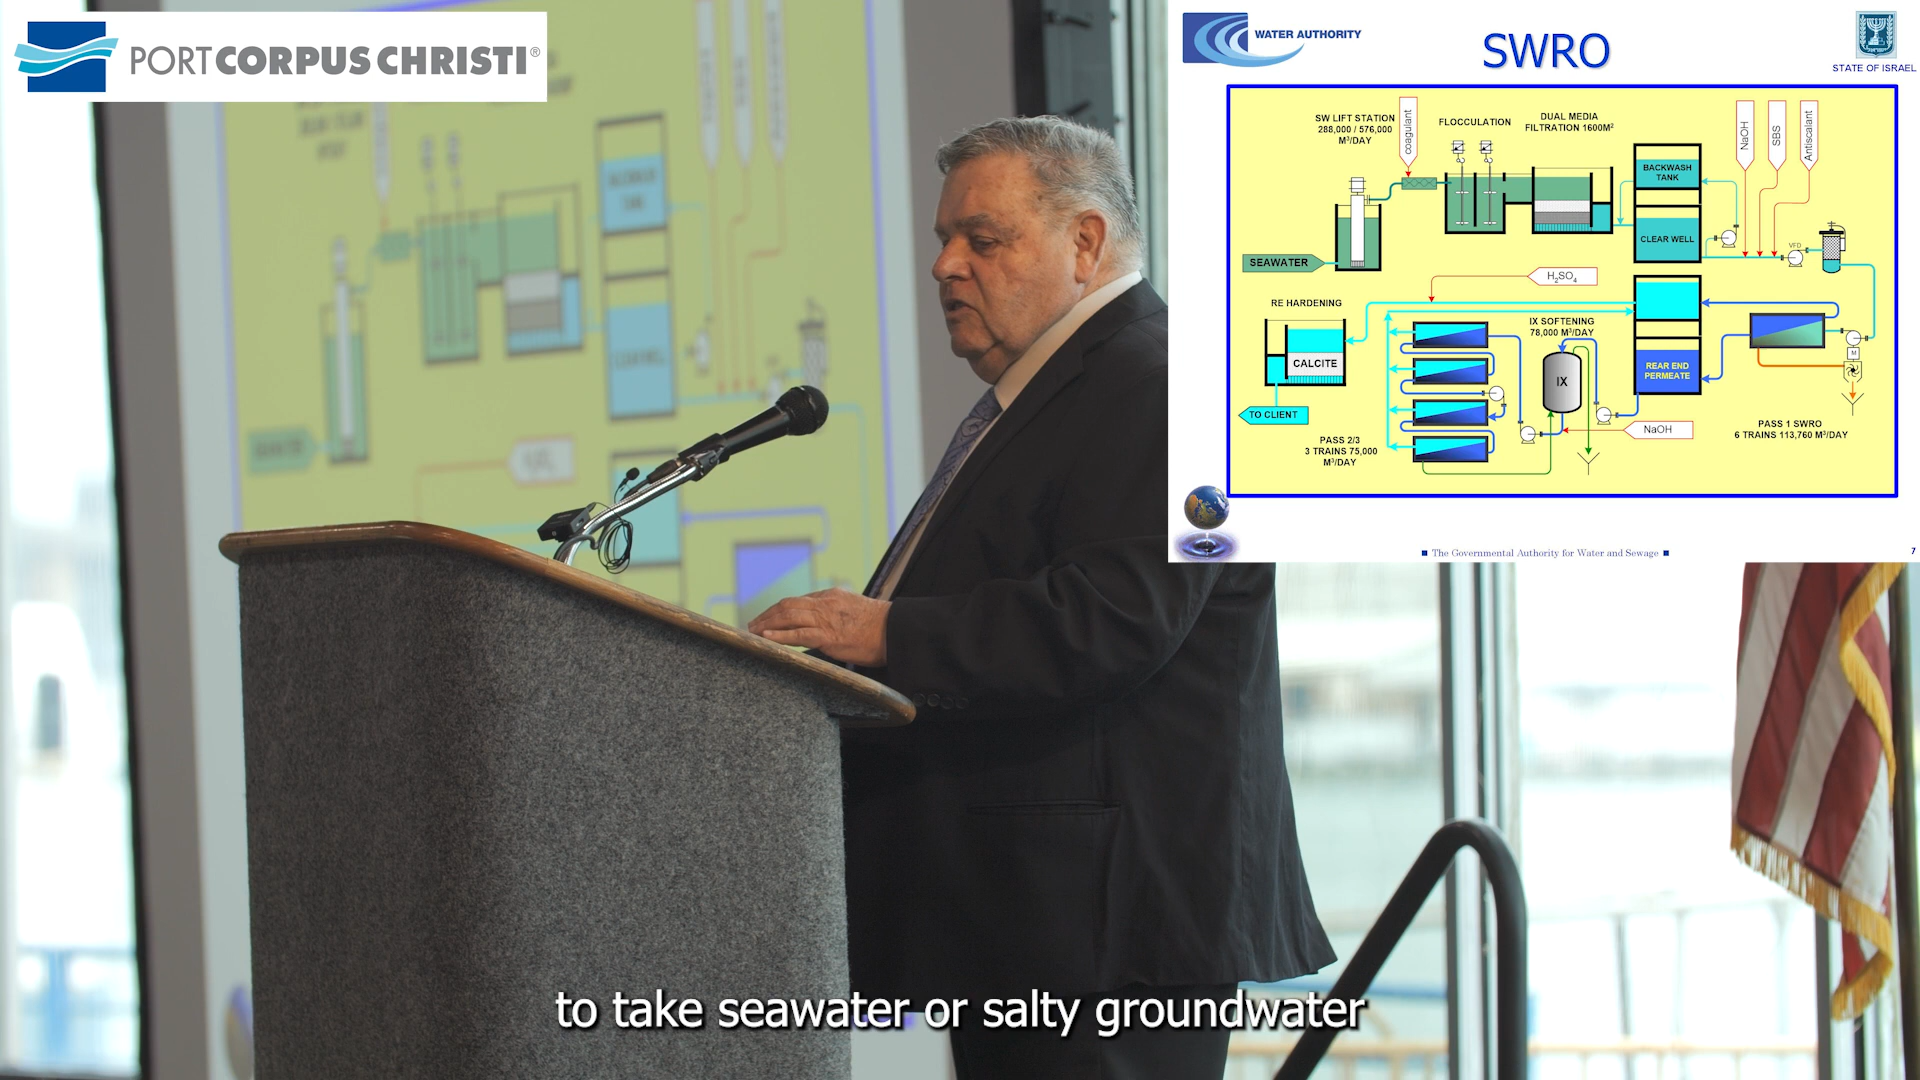 PORT CORPUS CHRISTI®
WATER AUTHORITY
SWRO
STATE OF ISRAEL
SW LIFT STATION
288,000 / 576,000
M³/DAY
coagulant
FLOCCULATION
DUAL MEDIA
FILTRATION 1600M²
NaOH
SBS
Antiscalant
BACKWASH
TANK
CLEAR WELL
VFD
SEAWATER
H₂SO₄
RE HARDENING
CALCITE
TO CLIENT
IX SOFTENING
78,000 M³/DAY
IX
REAR END
PERMEATE
M
NaOH
PASS 1 SWRO
6 TRAINS 113,760 M³/DAY
PASS 2/3
3 TRAINS 75,000
M³/DAY
The Governmental Authority for Water and Sewage
7
to take seawater or salty groundwater